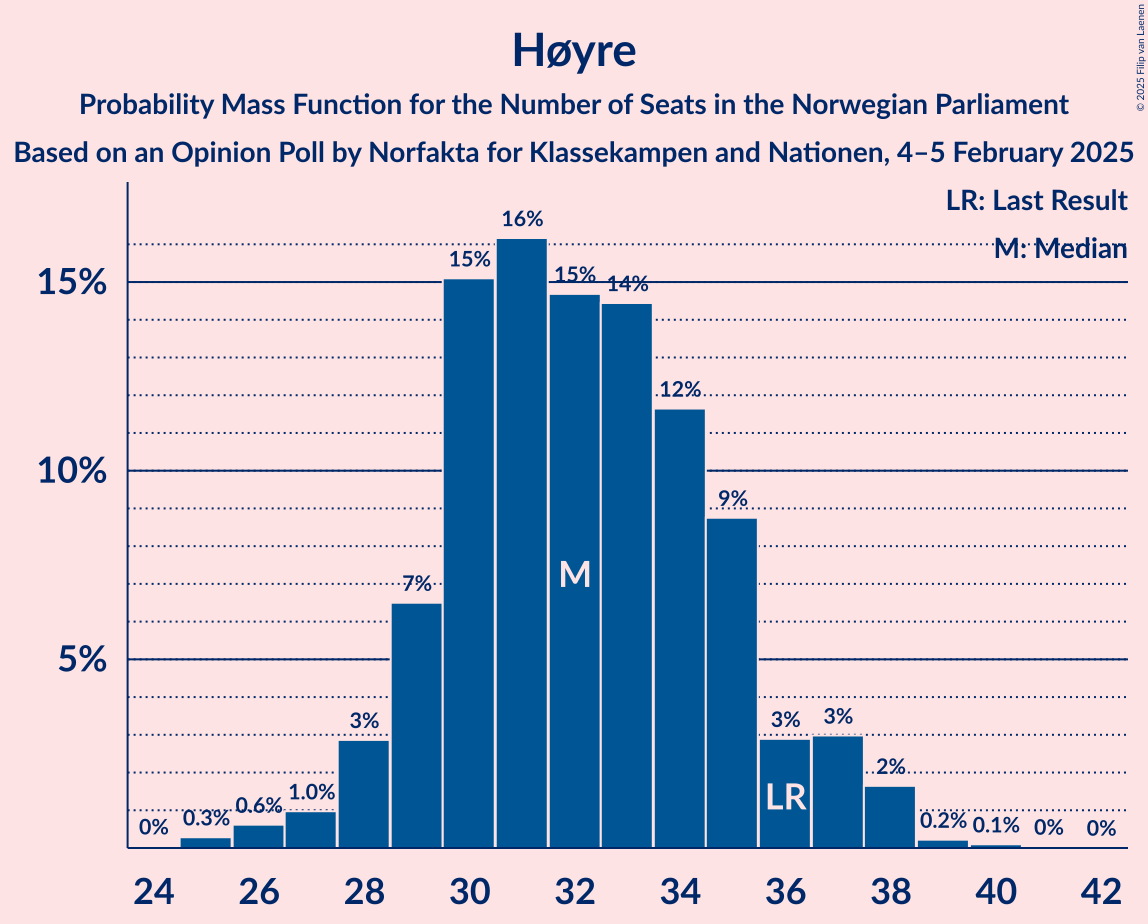 Høyre
Probability Mass Function for the Number of Seats in the Norwegian Parliament
Based on an Opinion Poll by Norfakta for Klassekampen and Nationen, 4–5 February 2025
© 2025 Filip van Laenen
LR: Last Result
M: Median
15%
10%
5%
0%
0.3%
0.6%
1.0%
3%
7%
15%
16%
15%
14%
12%
9%
3%
3%
2%
0.2%
0.1%
0%
0%
M
LR
24 26 28 30 32 34 36 38 40 42